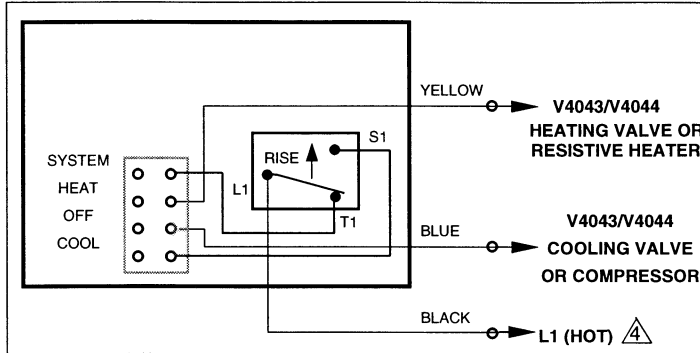 YELLOW
V4043/V4044
HEATING VALVE OR
RESISTIVE HEATER
S1
RISE
L1
T1
SYSTEM
HEAT
OFF
COOL
BLUE
V4043/V4044
COOLING VALVE
OR COMPRESSOR
BLACK
L1 (HOT) 4